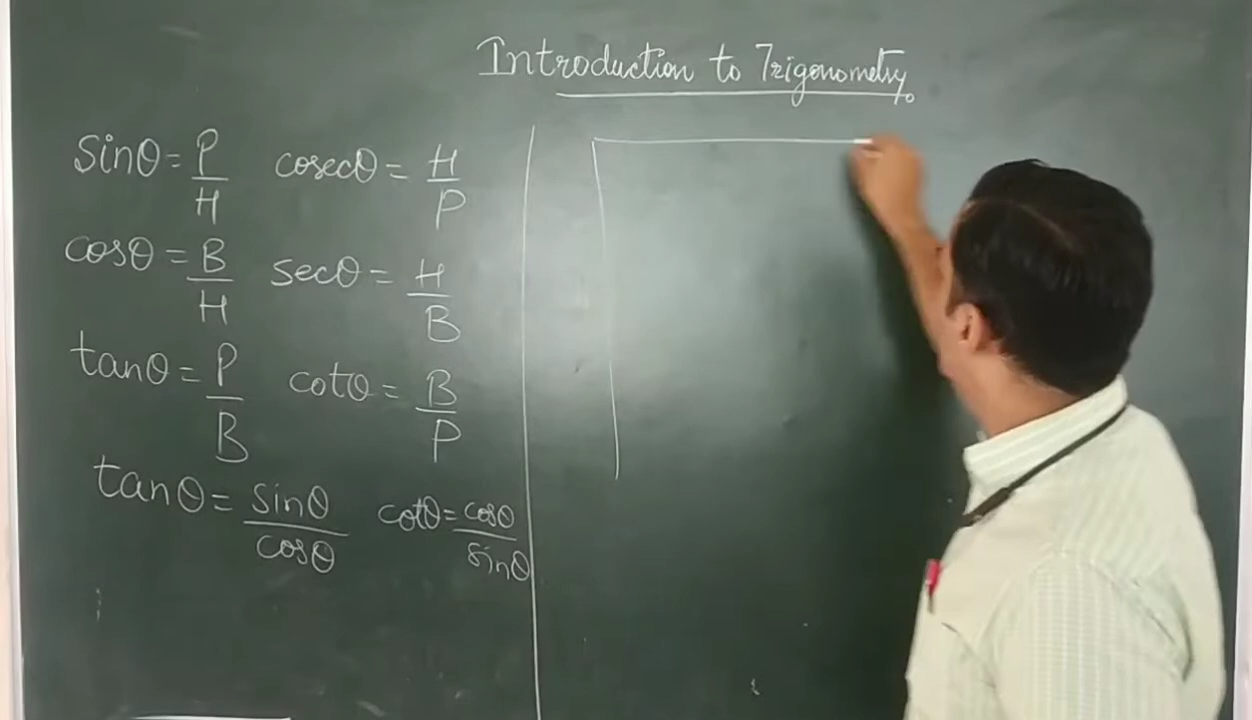 Introduction to Trigonometry.
sinθ = P/H cosecθ = H/P
cosθ = B/H secθ = H/B
tanθ = P/B cotθ = B/P
tanθ = sinθ/cosθ cotθ = cosθ/sinθ